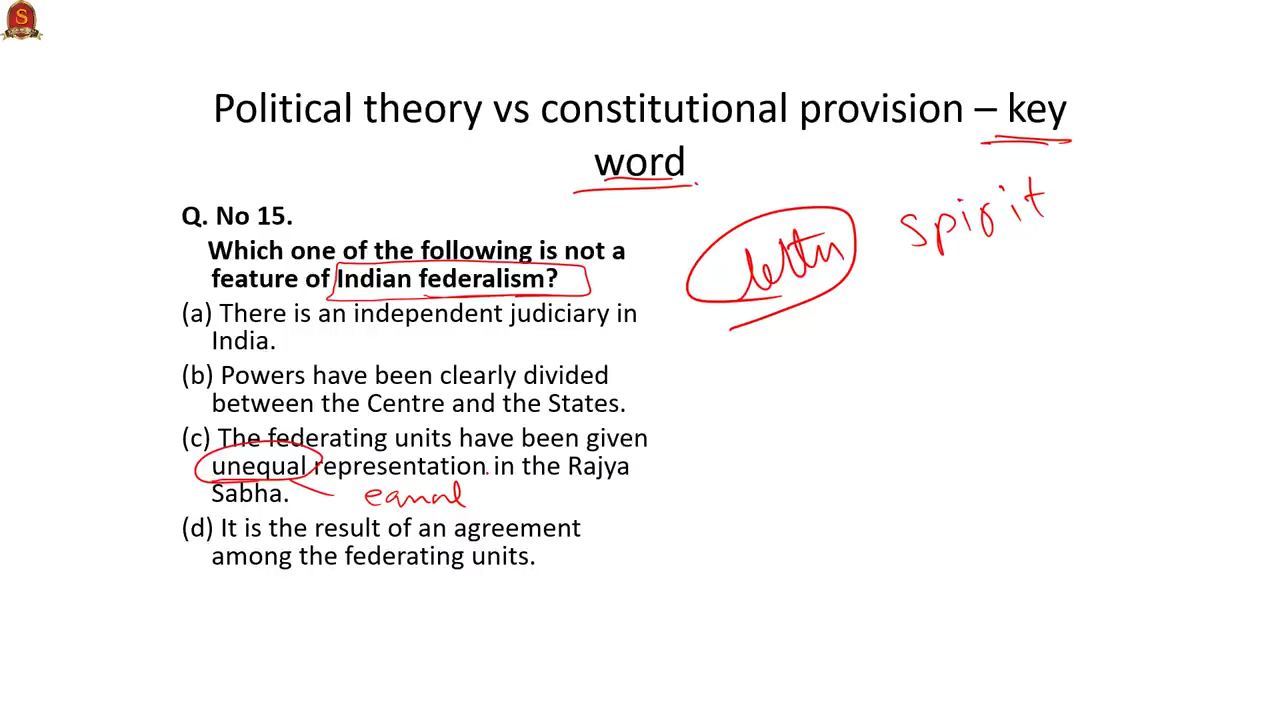 S
Political theory vs constitutional provision – key
word
Q. No 15.
Which one of the following is not a
feature of Indian federalism?
(a) There is an independent judiciary in
India.
(b) Powers have been clearly divided
between the Centre and the States.
(c) The federating units have been given
unequal representation in the Rajya
Sabha.
equal
(d) It is the result of an agreement
among the federating units.
letter
spirit